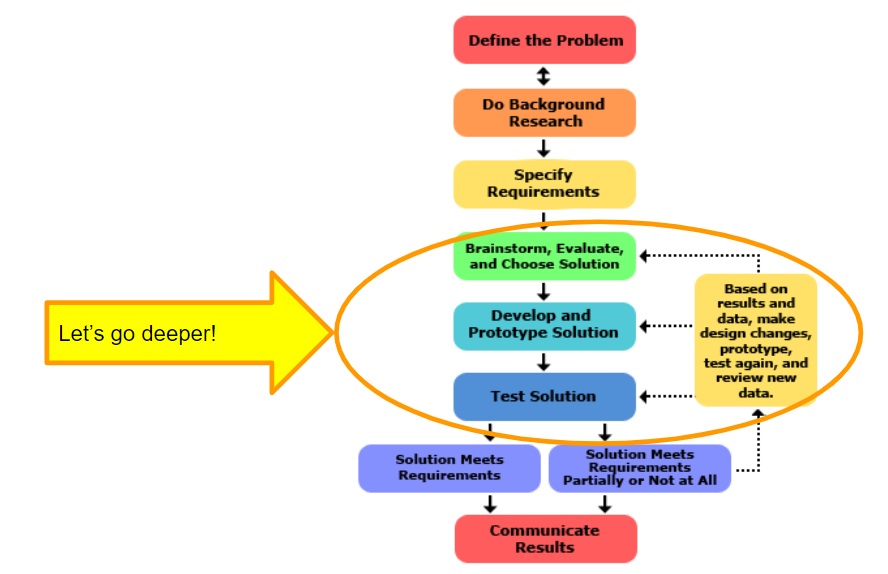 Define the Problem
Do Background
Research
Specify
Requirements
Brainstorm, Evaluate,
and Choose Solution
Develop and
Prototype Solution
Test Solution
Based on
results and
data, make
design changes,
prototype,
test again, and
review new
data.
Let's go deeper!
Solution Meets
Requirements
Solution Meets
Requirements
Partially or Not at All
Communicate
Results